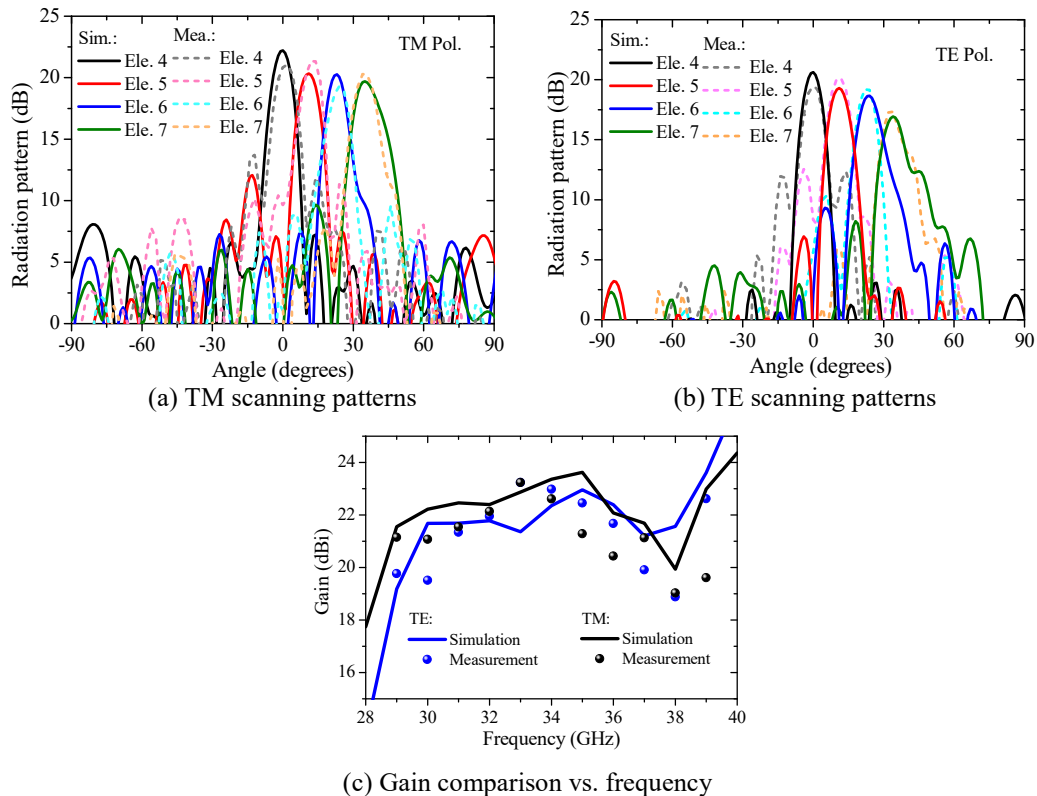 Sim.: Mea.: TM Pol.
Ele. 4 Ele. 4
Ele. 5 Ele. 5
Ele. 6 Ele. 6
Ele. 7 Ele. 7
Radiation pattern (dB)
25
20
15
10
5
0
-90 -60 -30 0 30 60 90
Angle (degrees)
(a) TM scanning patterns
Sim.: Mea.: TE Pol.
Ele. 4 Ele. 4
Ele. 5 Ele. 5
Ele. 6 Ele. 6
Ele. 7 Ele. 7
Radiation pattern (dB)
25
20
15
10
5
0
-90 -60 -30 0 30 60 90
Angle (degrees)
(b) TE scanning patterns
Gain (dBi)
24
22
20
18
16
TE: TM:
Simulation Simulation
Measurement Measurement
28 30 32 34 36 38 40
Frequency (GHz)
(c) Gain comparison vs. frequency